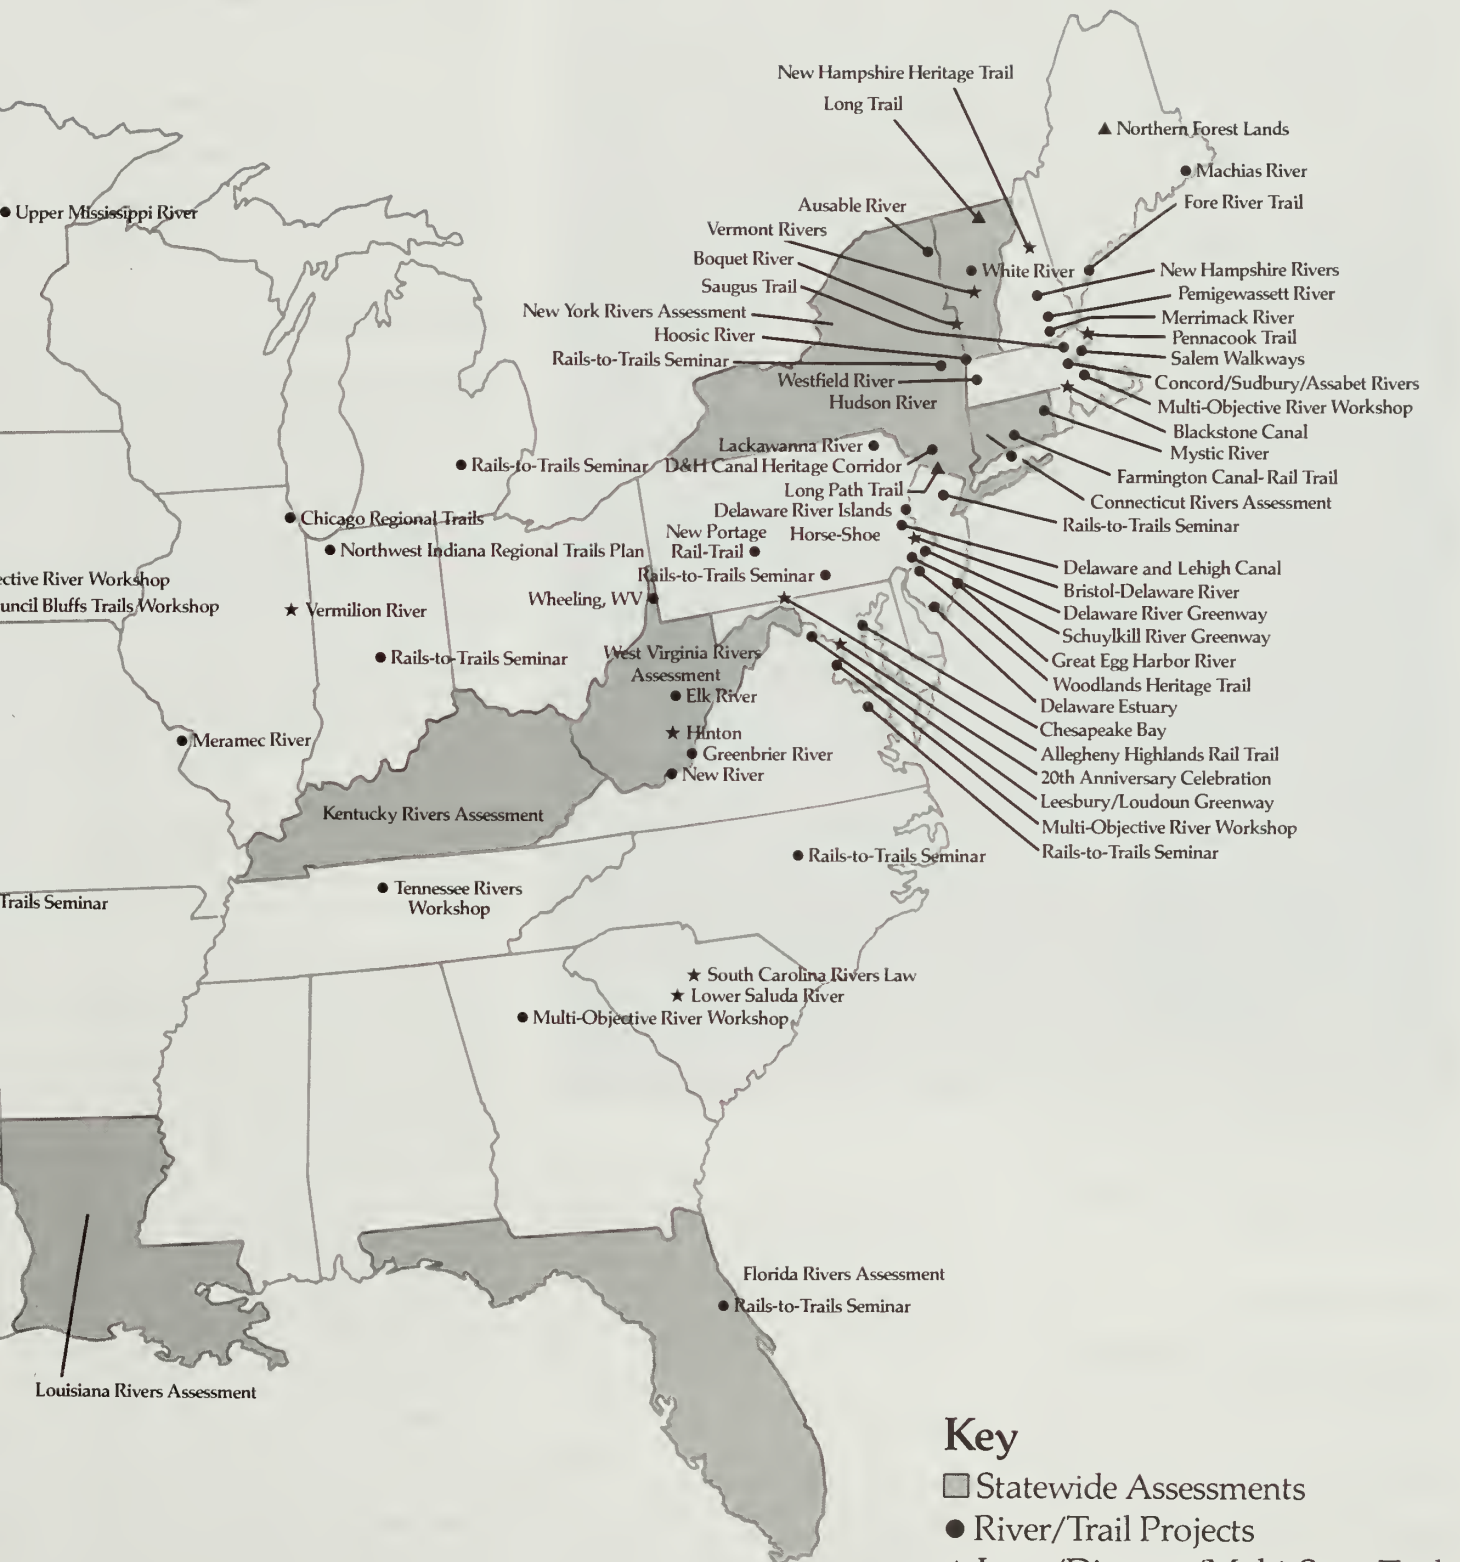 New Hampshire Heritage Trail
Long Trail
Northern Forest Lands
Machias River
Fore River Trail
Upper Mississippi River
Ausable River
Vermont Rivers
Boquet River
Saugus Trail
New York Rivers Assessment
Hoosic River
Rails-to-Trails Seminar
Westfield River
Hudson River
White River
New Hampshire Rivers
Pemigewassett River
Merrimack River
Pennacook Trail
Salem Walkways
Concord/Sudbury/Assabet Rivers
Multi-Objective River Workshop
Blackstone Canal
Mystic River
Farmington Canal-Rail Trail
Connecticut Rivers Assessment
Rails-to-Trails Seminar
Lackawanna River
Rails-to-Trails Seminar
D&H Canal Heritage Corridor
Long Path Trail
Delaware River Islands
New Portage
Rail-Trail
Horse-Shoe
Rails-to-Trails Seminar
Wheeling, WV
Chicago Regional Trails
Northwest Indiana Regional Trails Plan
ective River Workshop
uncil Bluffs Trails Workshop
Vermilion River
Rails-to-Trails Seminar
Delaware and Lehigh Canal
Bristol-Delaware River
Delaware River Greenway
Schuylkill River Greenway
Great Egg Harbor River
Woodlands Heritage Trail
Delaware Estuary
Chesapeake Bay
Allegheny Highlands Rail Trail
20th Anniversary Celebration
Leesbury/Loudoun Greenway
Multi-Objective River Workshop
Rails-to-Trails Seminar
West Virginia Rivers
Assessment
Elk River
Hinton
Greenbrier River
New River
Meramec River
Kentucky Rivers Assessment
Rails-to-Trails Seminar
Tennessee Rivers
Workshop
Trails Seminar
South Carolina Rivers Law
Lower Saluda River
Multi-Objective River Workshop
Florida Rivers Assessment
Rails-to-Trails Seminar
Louisiana Rivers Assessment
Key
Statewide Assessments
River/Trail Projects